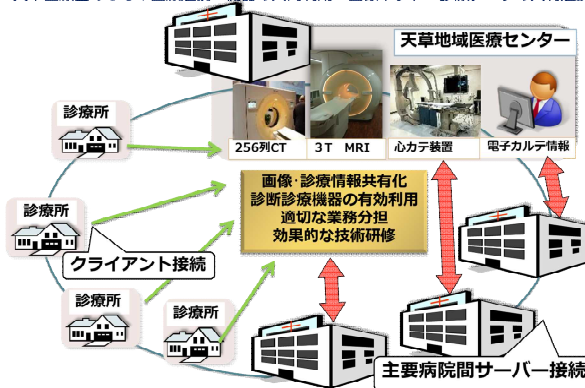 天草地域医療センター
256列CT
3T MRI
心カテ装置
電子カルテ情報
診療所
診療所
診療所
診療所
画像・診療情報共有化
診断診療機器の有効利用
適切な業務分担
効果的な技術研修
クライアント接続
主要病院間サーバー接続